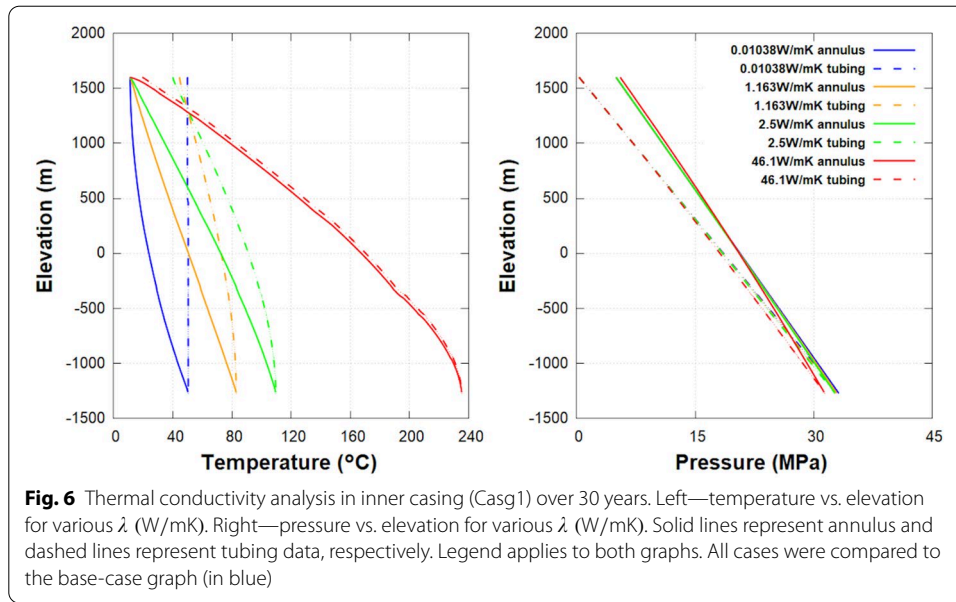 2000
1500
1000
500
0
-500
-1000
-1500
Elevation (m)
0 40 80 120 160 200 240
Temperature (°C)
2000
1500
1000
500
0
-500
-1000
-1500
Elevation (m)
0 15 30 45
Pressure (MPa)
0.01038W/mK annulus
0.01038W/mK tubing
1.163W/mK annulus
1.163W/mK tubing
2.5W/mK annulus
2.5W/mK tubing
46.1W/mK annulus
46.1W/mK tubing
Fig. 6 Thermal conductivity analysis in inner casing (Casg1) over 30 years. Left—temperature vs. elevation
for various λ (W/mK). Right—pressure vs. elevation for various λ (W/mK). Solid lines represent annulus and
dashed lines represent tubing data, respectively. Legend applies to both graphs. All cases were compared to
the base-case graph (in blue)